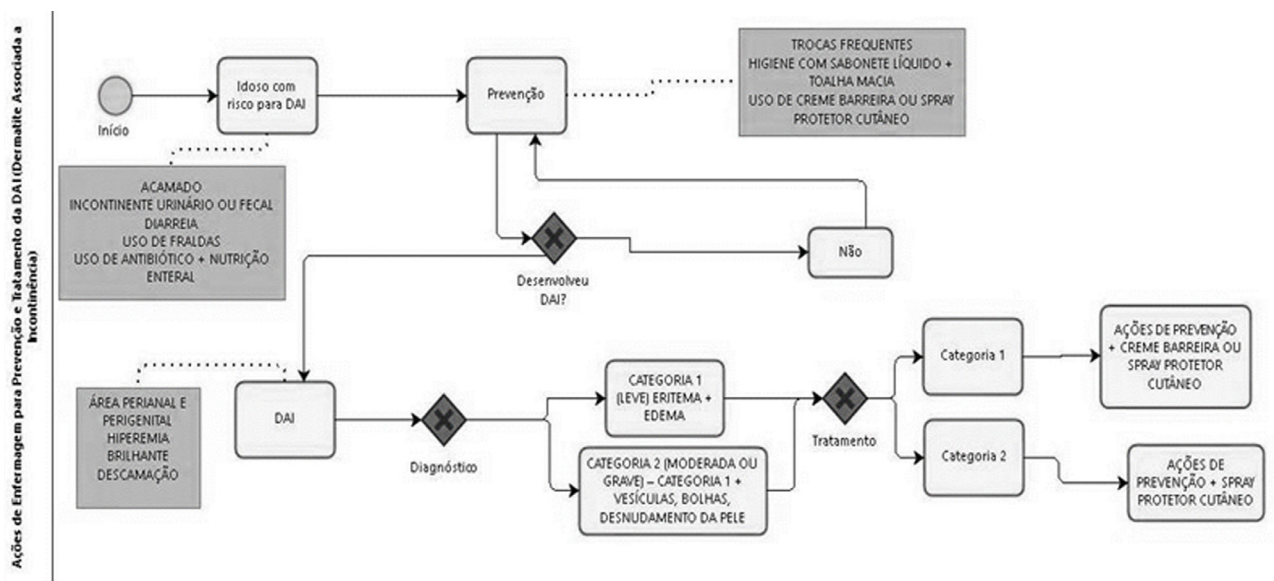 Ações de Enfermagem para Prevenção e Tratamento da DAI (Dermalite Associada a
Incontinência)
Início
Idoso com
risco para DAI
Prevenção
TROCAS FREQUENTES
HIGIENE COM SABONETE LÍQUIDO +
TOALHA MACIA
USO DE CREME BARREIRA OU SPRAY
PROTETOR CUTÂNEO
ACAMADO
INCONTINENTE URINÁRIO OU FECAL
DIARREIA
USO DE FRALDAS
USO DE ANTIBIÓTICO + NUTRIÇÃO
ENTERAL
Desenvolveu
DAI?
Não
ÁREA PERIANAL E
PERIGENITAL
HIPEREMIA
BRILHANTE
DESCAMAÇÃO
DAI
Diagnóstico
CATEGORIA 1
(LEVE) ERITEMA +
EDEMA
CATEGORIA 2 (MODERADA OU
GRAVE) – CATEGORIA 1 +
VESÍCULAS, BOLHAS,
DESNUDAMENTO DA PELE
Tratamento
Categoria 1
AÇÕES DE PREVENÇÃO
+ CREME BARREIRA OU
SPRAY PROTETOR
CUTÂNEO
Categoria 2
AÇÕES DE
PREVENÇÃO + SPRAY
PROTETOR CUTÂNEO